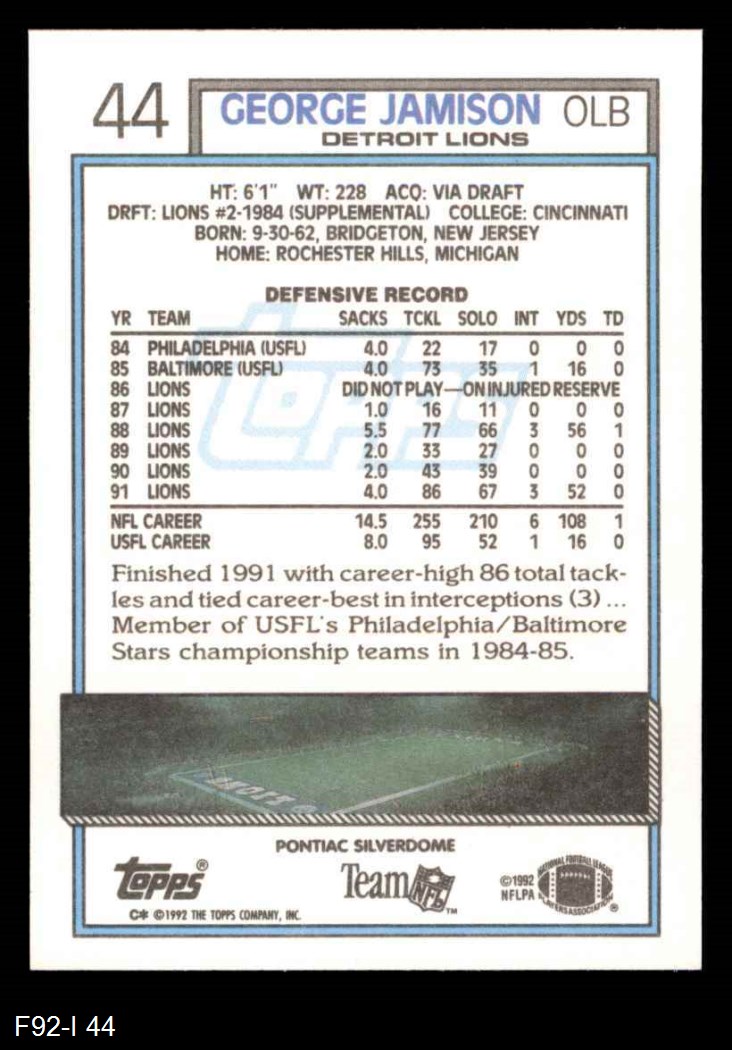 44 GEORGE JAMISON OLB
DETROIT LIONS
HT: 6'1" WT: 228 ACQ: VIA DRAFT
DRFT: LIONS #2-1984 (SUPPLEMENTAL) COLLEGE: CINCINNATI
BORN: 9-30-62, BRIDGETON, NEW JERSEY
HOME: ROCHESTER HILLS, MICHIGAN
DEFENSIVE RECORD
YR TEAM SACKS TCKL SOLO INT YDS TD
84 PHILADELPHIA (USFL) 4.0 22 17 0 0 0
85 BALTIMORE (USFL) 4.0 73 35 1 16 0
86 LIONS DID NOT PLAY—ON INJURED RESERVE
87 LIONS 1.0 16 11 0 0 0
88 LIONS 5.5 77 66 3 56 1
89 LIONS 2.0 33 27 0 0 0
90 LIONS 2.0 43 39 0 0 0
91 LIONS 4.0 86 67 3 52 0
NFL CAREER 14.5 255 210 6 108 1
USFL CAREER 8.0 95 52 1 16 0
topps
Finished 1991 with career-high 86 total tack-
les and tied career-best in interceptions (3) ...
Member of USFL's Philadelphia/Baltimore
Stars championship teams in 1984-85.
PONTIAC SILVERDOME
topps®
Team NFL™
©1992
NFLPA
NATIONAL FOOTBALL LEAGUE
PLAYERS ASSOCIATION ®
C* ©1992 THE TOPPS COMPANY, INC.
F92-I 44